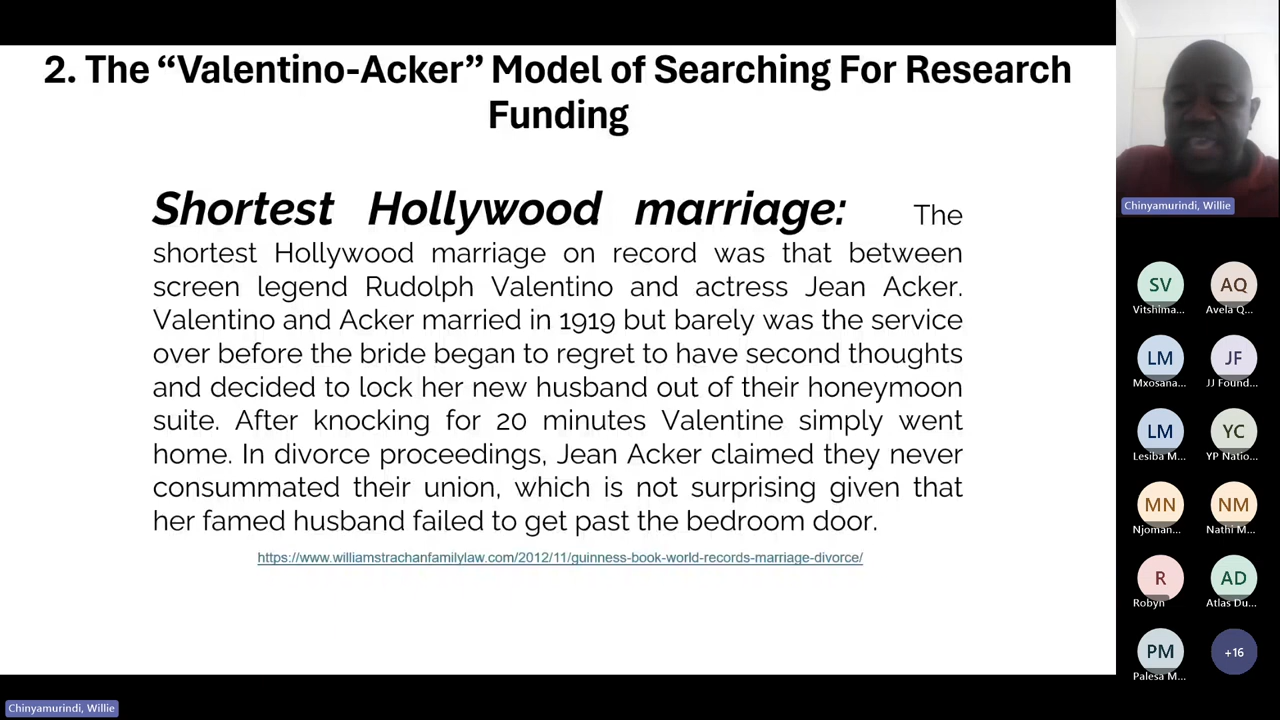 2. The “Valentino-Acker” Model of Searching For Research
Funding
Shortest Hollywood marriage: The
shortest Hollywood marriage on record was that between
screen legend Rudolph Valentino and actress Jean Acker.
Valentino and Acker married in 1919 but barely was the service
over before the bride began to regret to have second thoughts
and decided to lock her new husband out of their honeymoon
suite. After knocking for 20 minutes Valentine simply went
home. In divorce proceedings, Jean Acker claimed they never
consummated their union, which is not surprising given that
her famed husband failed to get past the bedroom door.
https://www.williamstrachanfamilylaw.com/2012/11/guinness-book-world-records-marriage-divorce/
Chinyamurindi, Willie
SV AQ
Vitshima... Avela Q...
LM JF
Mxosana... JJ Found...
LM YC
Lesiba M... YP Natio...
MN NM
Njoman... Nathi M...
R AD
Robyn Atlas Du...
PM +16
Palesa M...
Chinyamurindi, Willie